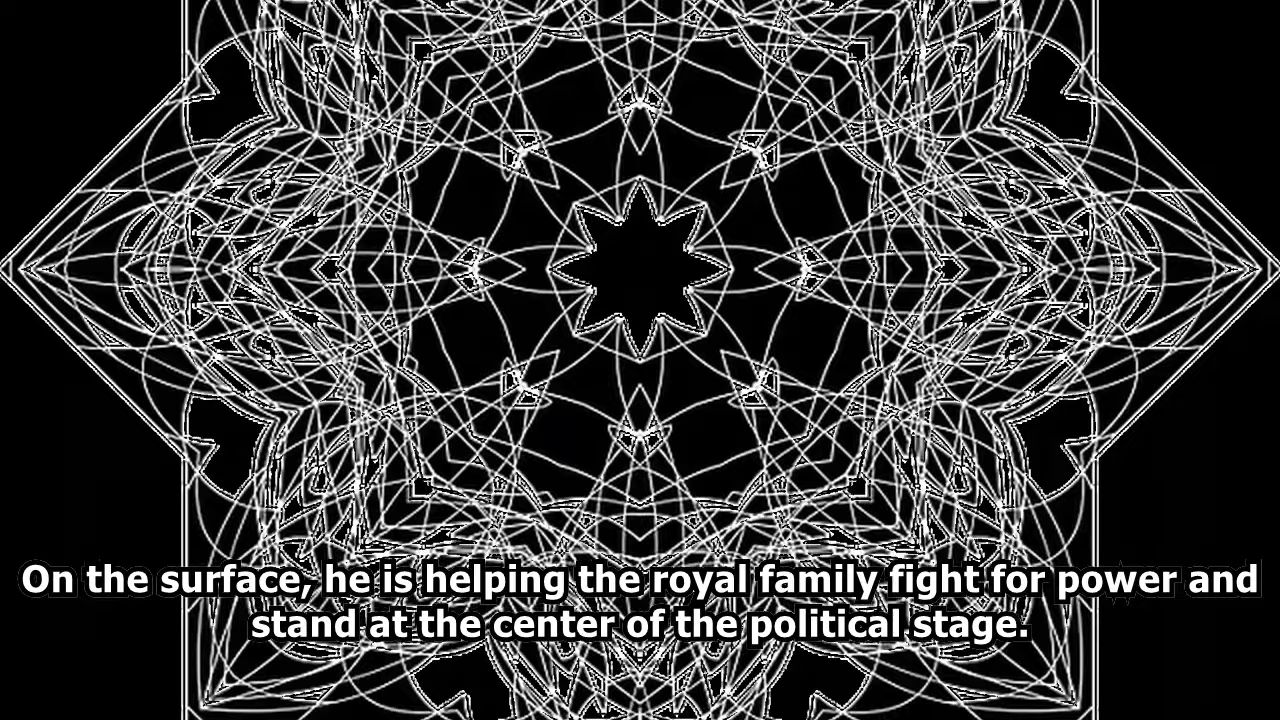 On the surface, he is helping the royal family fight for power and
stand at the center of the political stage.